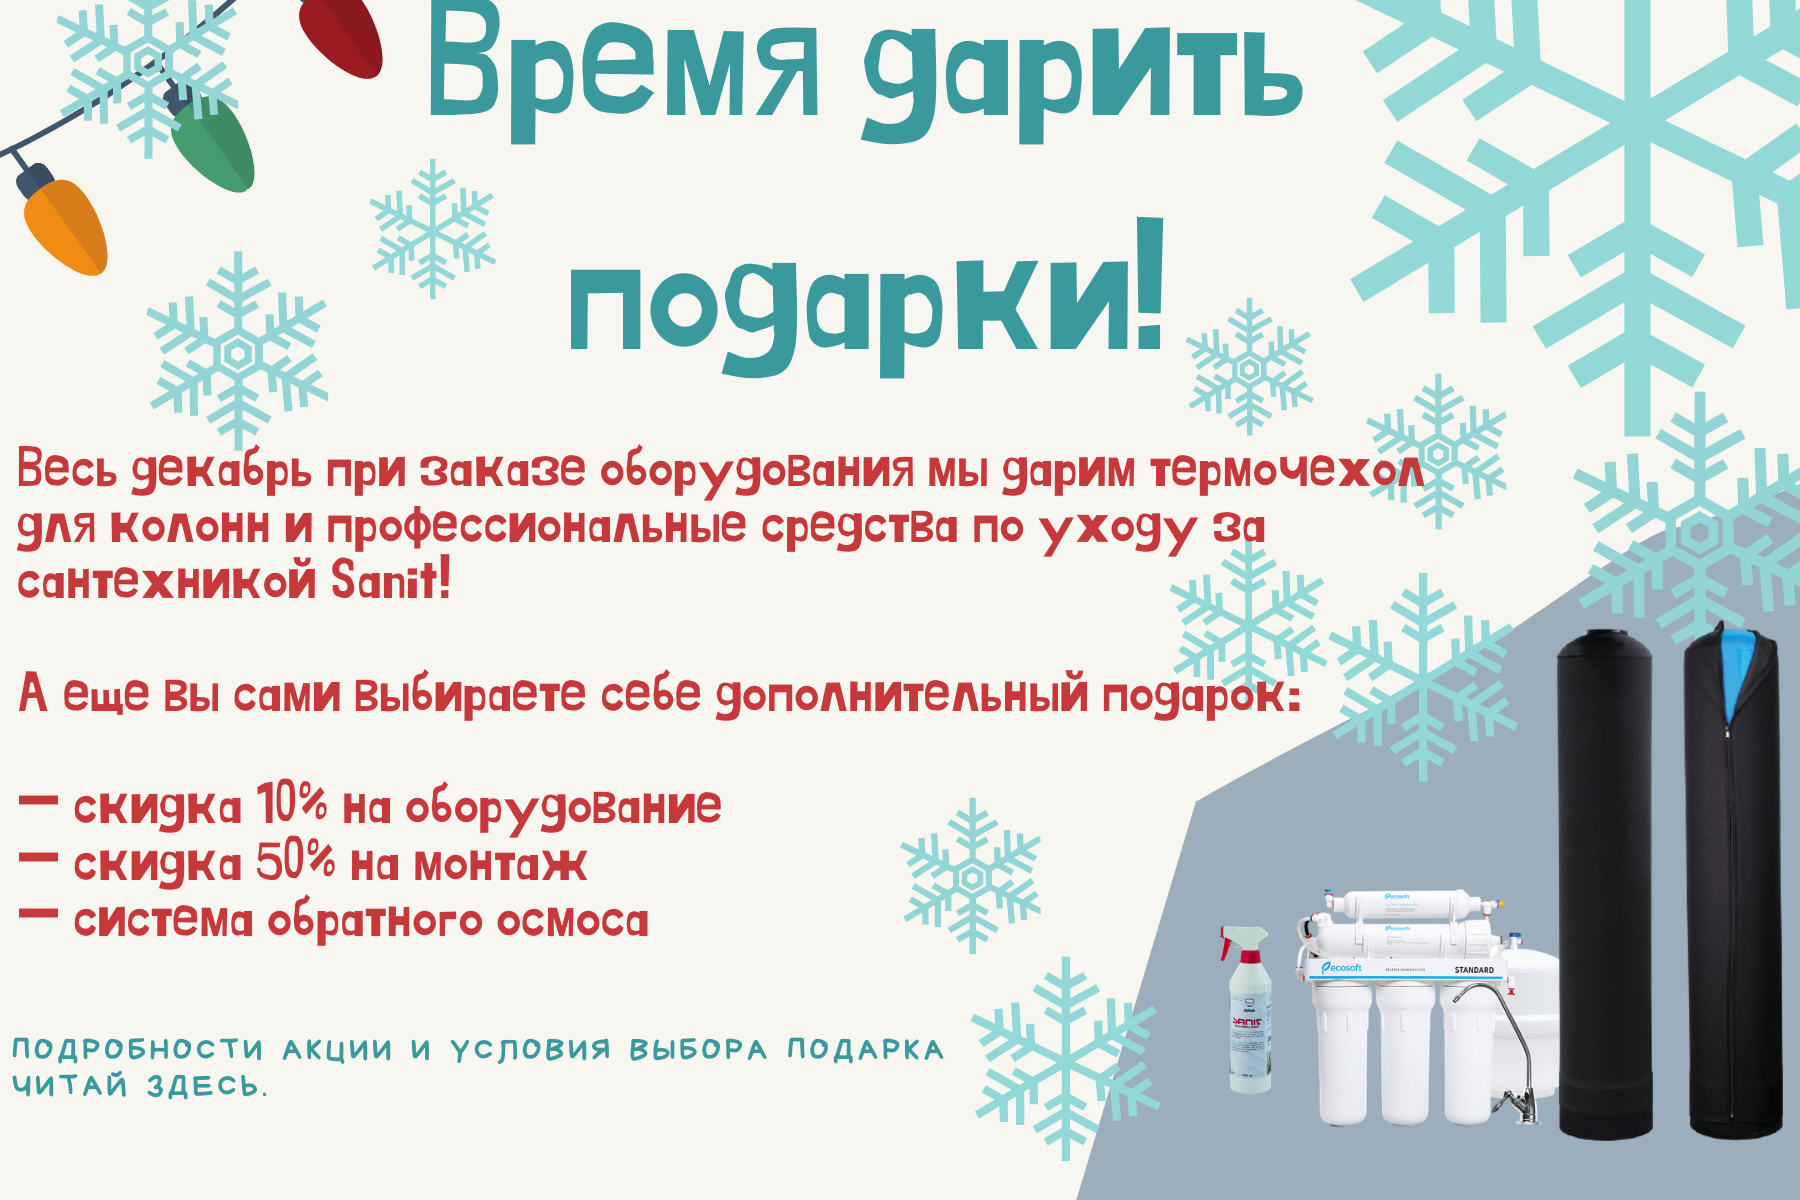 Время дарить
подарки!
Весь декабрь при заказе оборудования мы дарим термочехол
для колонн и профессиональные средства по уходу за
сантехникой Sanit!
А еще вы сами выбираете себе дополнительный подарок:
— скидка 10% на оборудование
— скидка 50% на монтаж
— система обратного осмоса
ПОДРОБНОСТИ АКЦИИ И УСЛОВИЯ ВЫБОРА ПОДАРКА
ЧИТАЙ ЗДЕСЬ.
ecosoft
ecosoft
ecosoft
STANDARD
SANIT